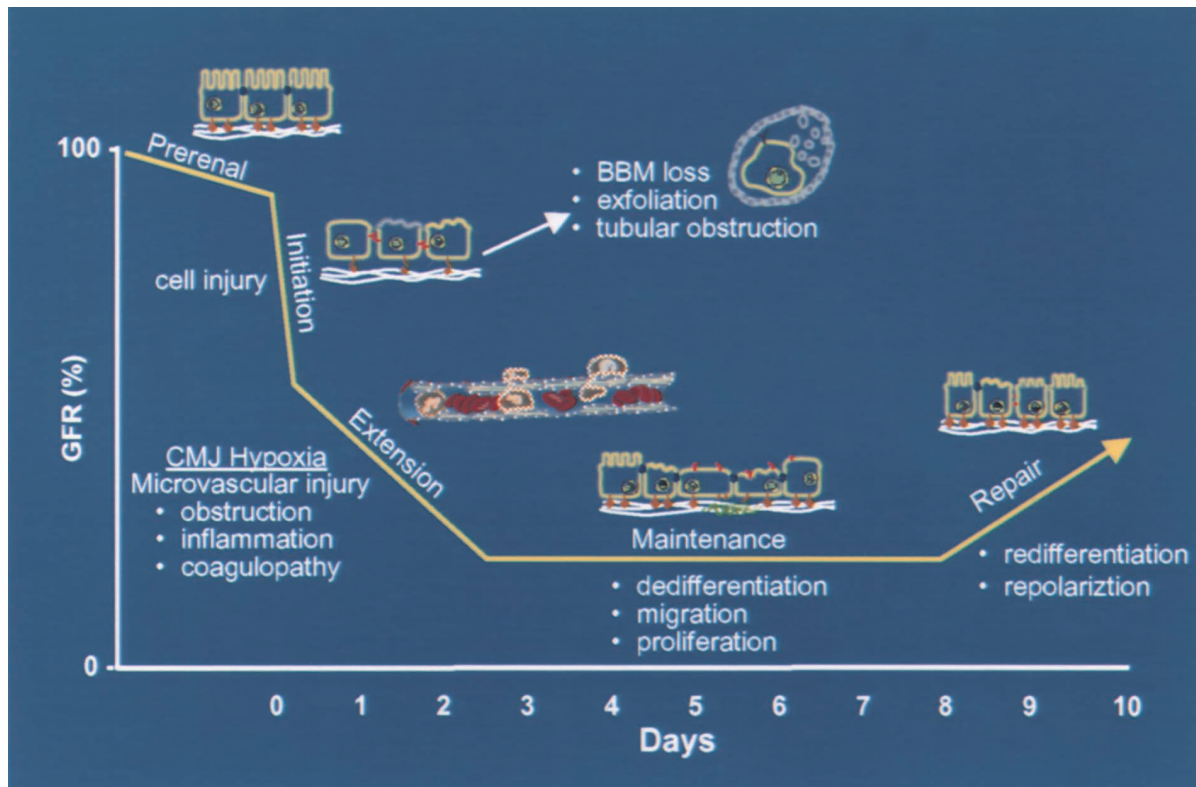 100
Prerenal
• BBM loss
• exfoliation
• tubular obstruction
Initiation
cell injury
GFR (%)
Extension
CMJ Hypoxia
Microvascular injury
• obstruction
• inflammation
• coagulopathy
Maintenance
• dedifferentiation
• migration
• proliferation
Repair
• redifferentiation
• repolariztion
0
0 1 2 3 4 5 6 7 8 9 10
Days